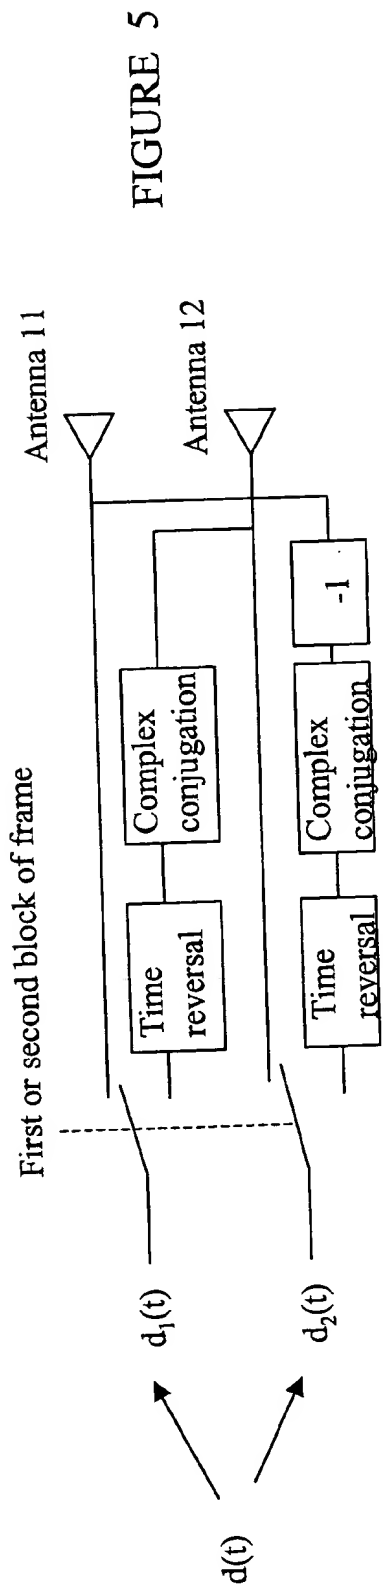 FIGURE 5
First or second block of frame
Antenna 11
d(t)
d₁(t)
Time
reversal
Complex
conjugation
Antenna 12
d₂(t)
Time
reversal
Complex
conjugation
-1